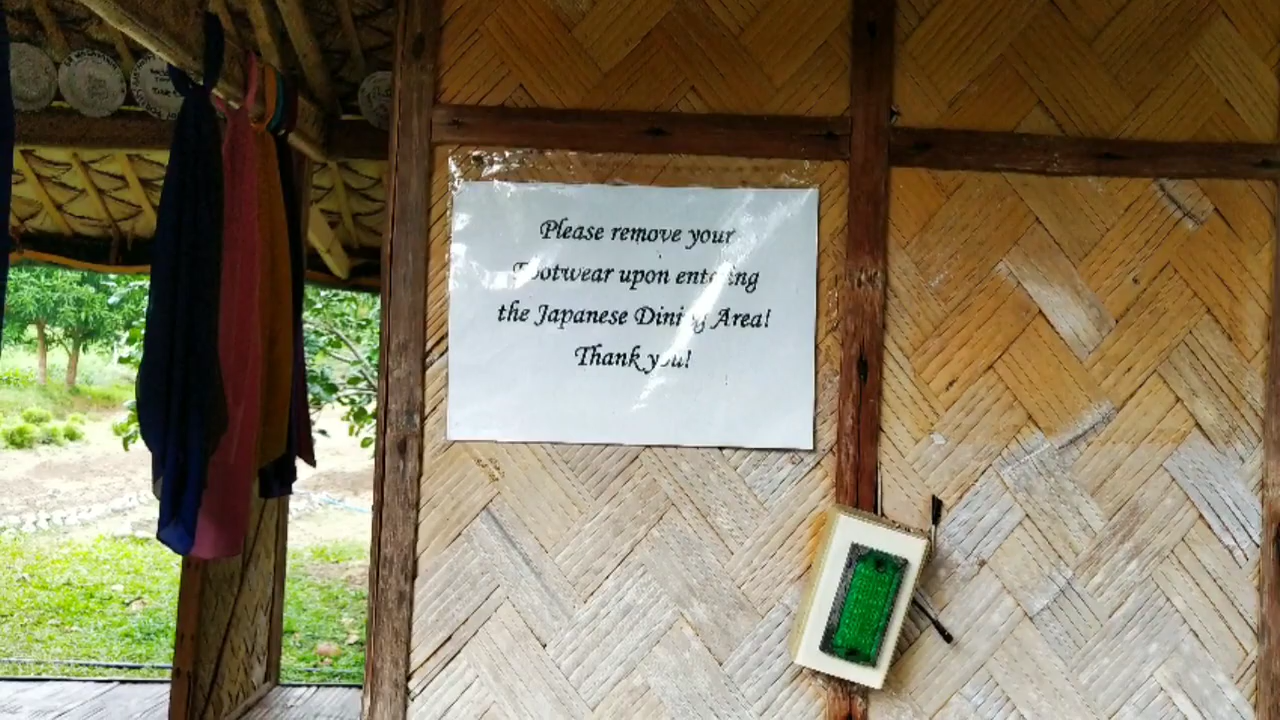 Please remove your
Footwear upon entering
the Japanese Dining Area!
Thank you!